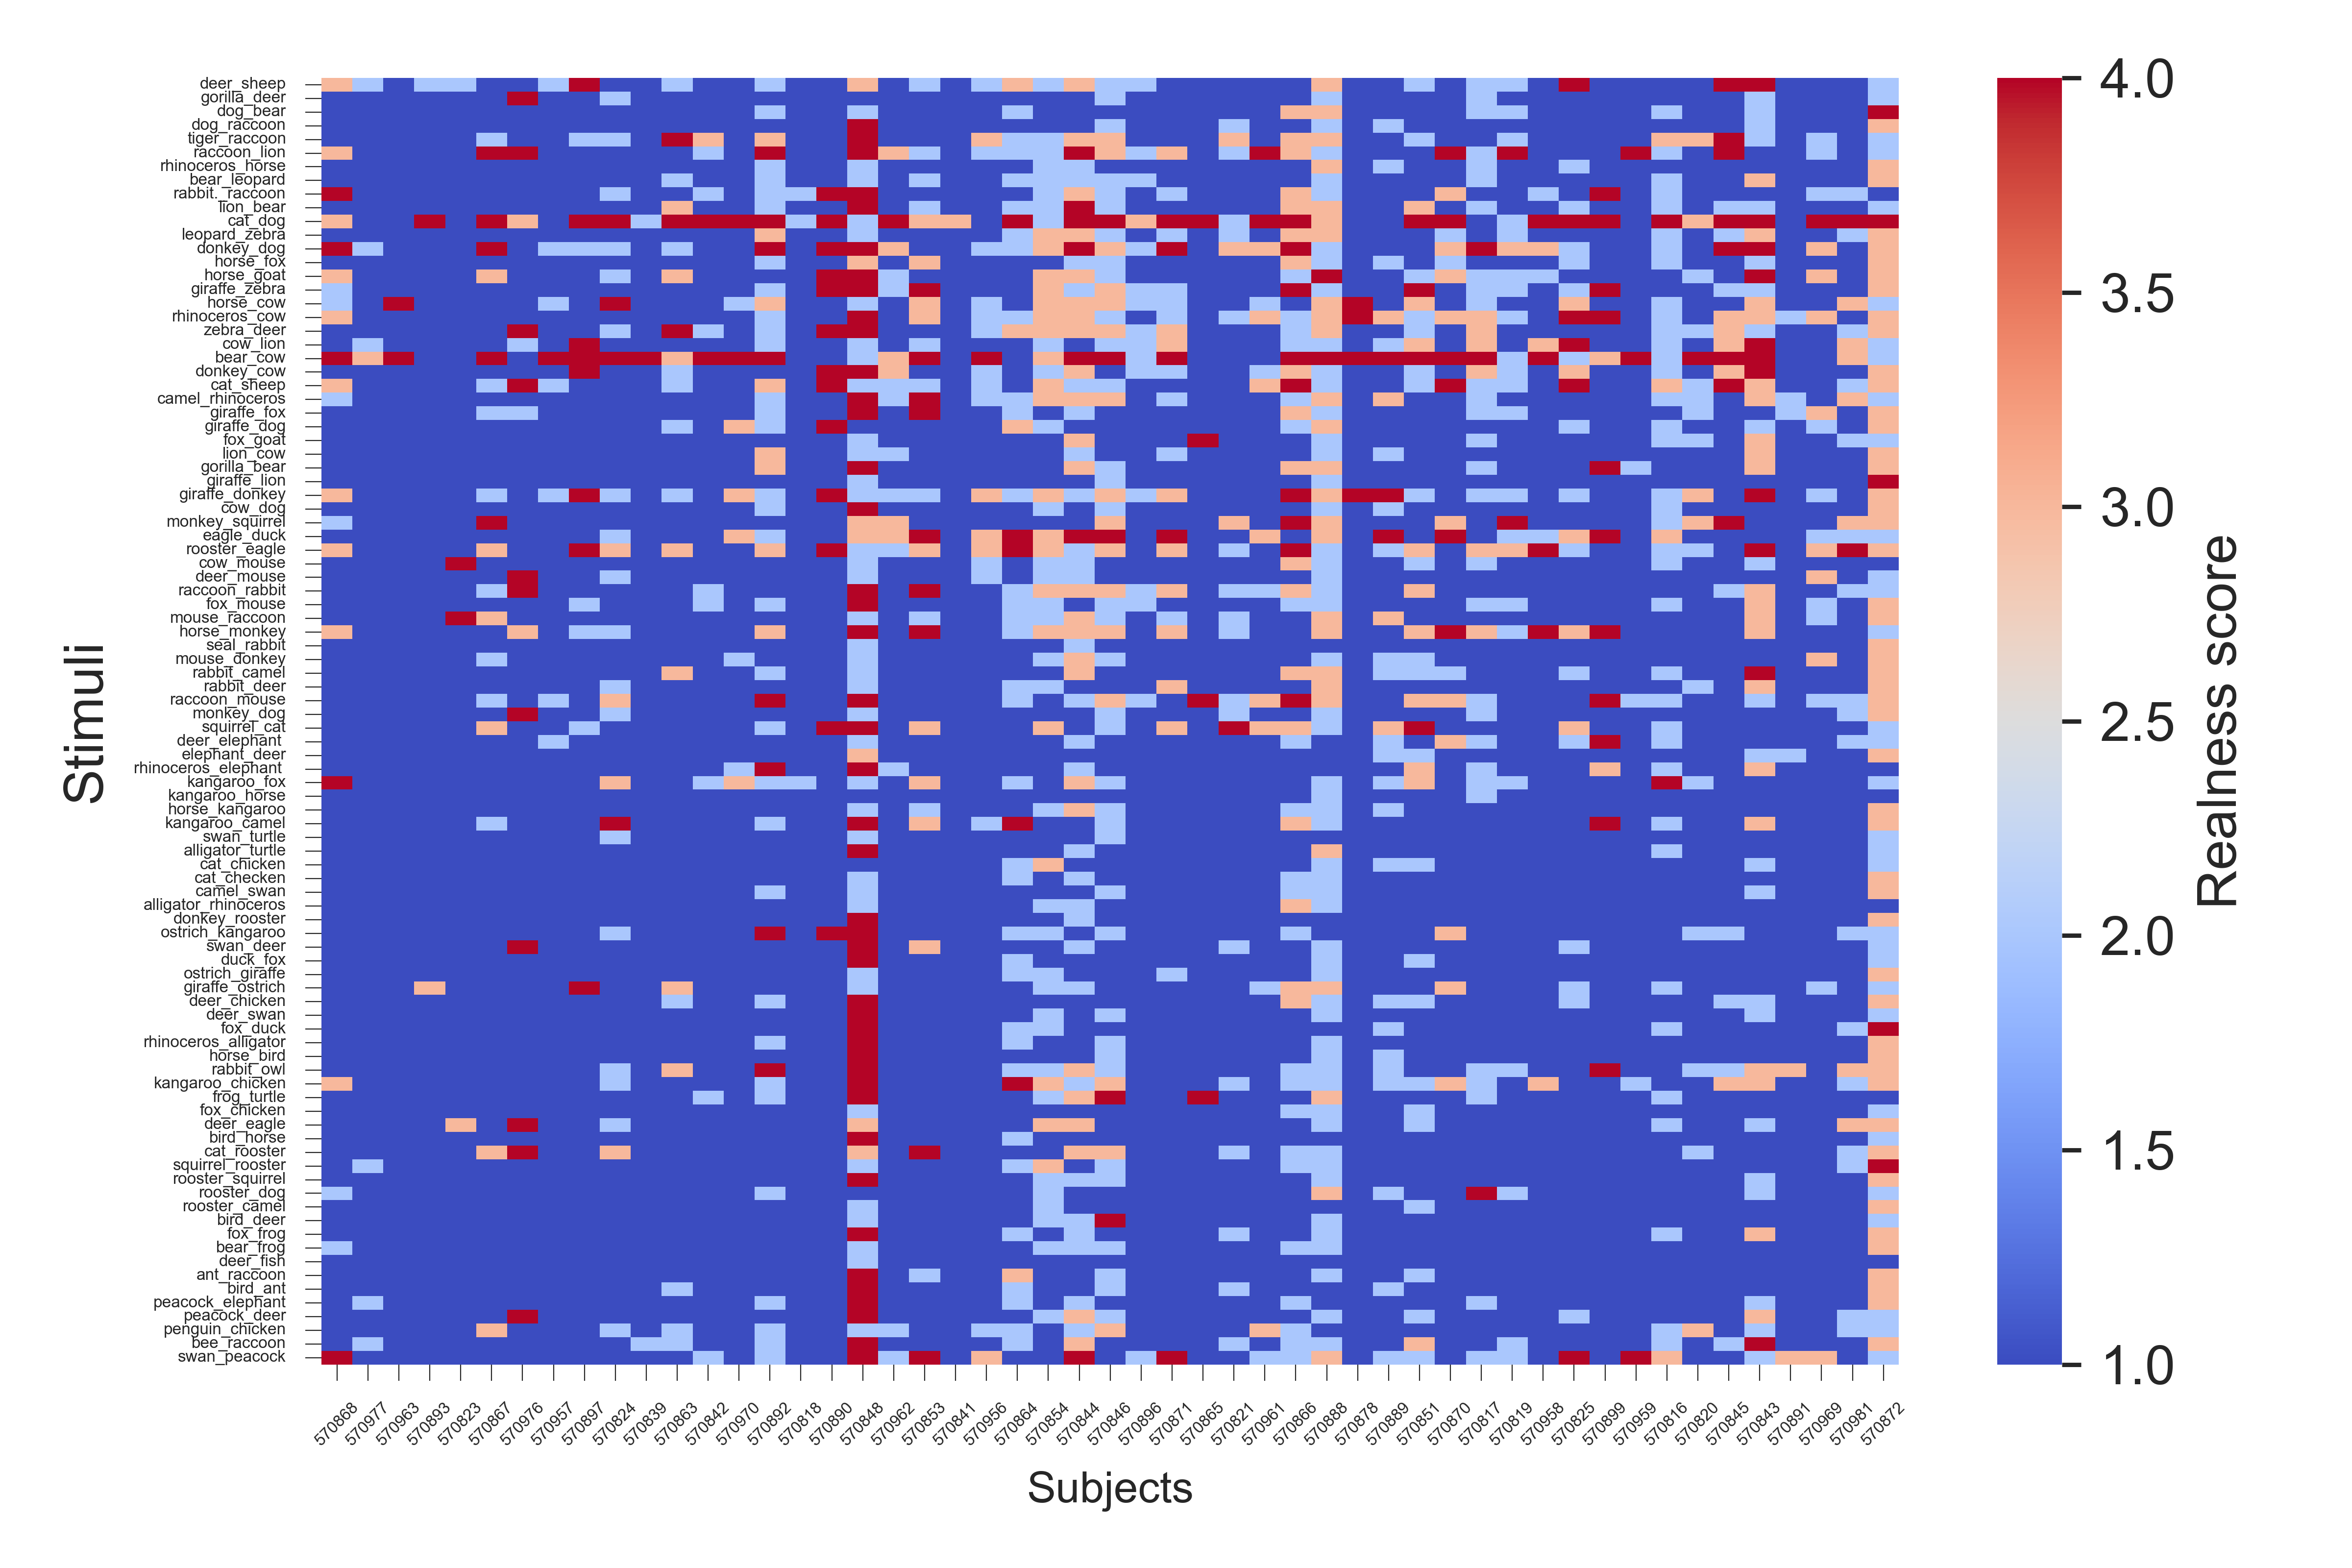 Stimuli
deer_sheep
gorilla_deer
dog_bear
dog_raccoon
tiger_raccoon
raccoon_lion
rhinoceros_horse
bear_leopard
rabbit._raccoon
lion_bear
cat_dog
leopard_zebra
donkey_dog
horse_fox
horse_goat
giraffe_zebra
horse_cow
rhinoceros_cow
zebra_deer
cow_lion
bear_cow
donkey_cow
cat_sheep
camel_rhinoceros
giraffe_fox
giraffe_dog
fox_goat
lion_cow
gorilla_bear
giraffe_lion
giraffe_donkey
cow_dog
monkey_squirrel
eagle_duck
rooster_eagle
cow_mouse
deer_mouse
raccoon_rabbit
fox_mouse
mouse_raccoon
horse_monkey
seal_rabbit
mouse_donkey
rabbit_camel
rabbit_deer
raccoon_mouse
monkey_dog
squirrel_cat
deer_elephant
elephant_deer
rhinoceros_elephant
kangaroo_fox
kangaroo_horse
horse_kangaroo
kangaroo_camel
swan_turtle
alligator_turtle
cat_chicken
cat_checken
camel_swan
alligator_rhinoceros
donkey_rooster
ostrich_kangaroo
swan_deer
duck_fox
ostrich_giraffe
giraffe_ostrich
deer_chicken
deer_swan
fox_duck
rhinoceros_alligator
horse_bird
rabbit_owl
kangaroo_chicken
frog_turtle
fox_chicken
deer_eagle
bird_horse
cat_rooster
squirrel_rooster
rooster_squirrel
rooster_dog
rooster_camel
bird_deer
fox_frog
bear_frog
deer_fish
ant_raccoon
bird_ant
peacock_elephant
peacock_deer
penguin_chicken
bee_raccoon
swan_peacock
570868
570977
570963
570893
570823
570867
570976
570957
570897
570824
570839
570863
570842
570970
570892
570818
570890
570848
570962
570853
570841
570956
570864
570854
570844
570846
570896
570871
570865
570821
570961
570866
570888
570878
570889
570851
570870
570817
570819
570958
570825
570899
570959
570816
570820
570845
570843
570891
570969
570981
570872
Subjects
4.0
3.5
3.0
2.5
2.0
1.5
1.0
Realness score